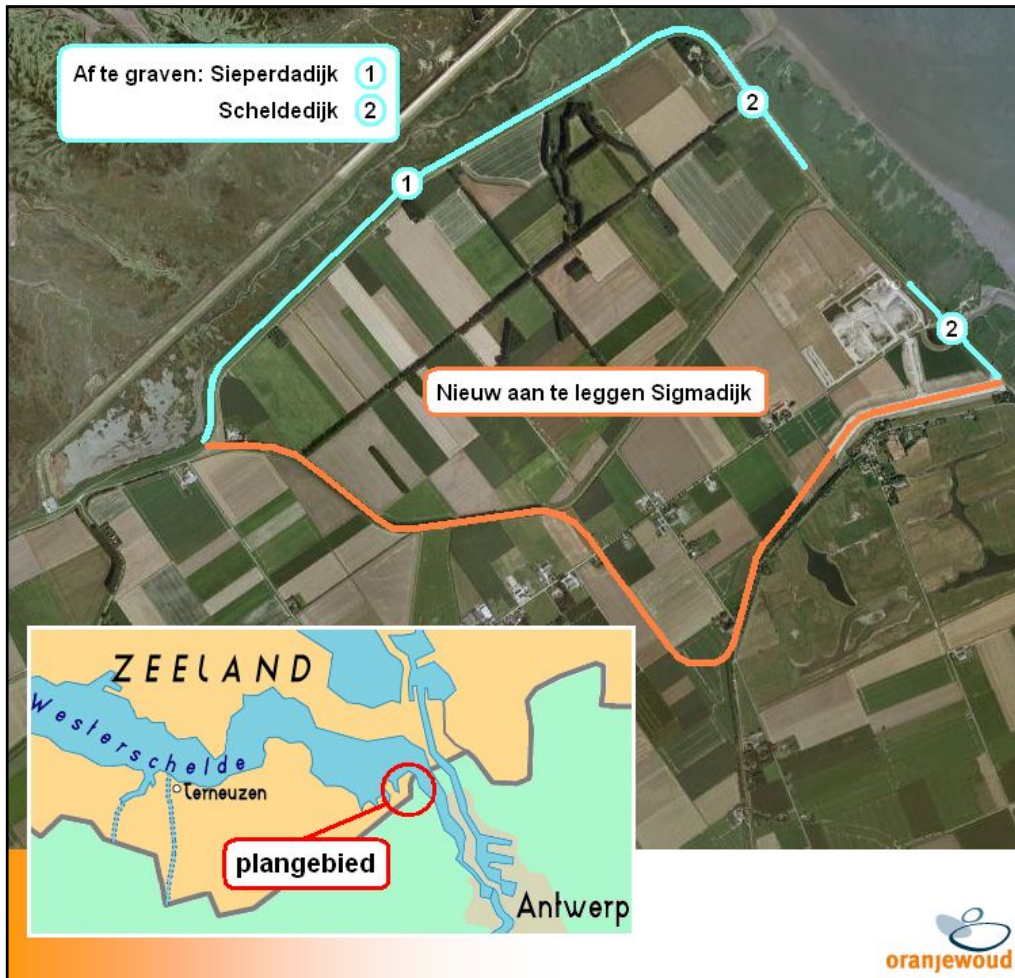 Af te graven: Sieperdadijk 1
Scheldedijk 2
2
1
2
Nieuw aan te leggen Sigmadijk
ZEELAND
Westerschelde
Terneuzen
plangebied
Antwerp
oranjewoud